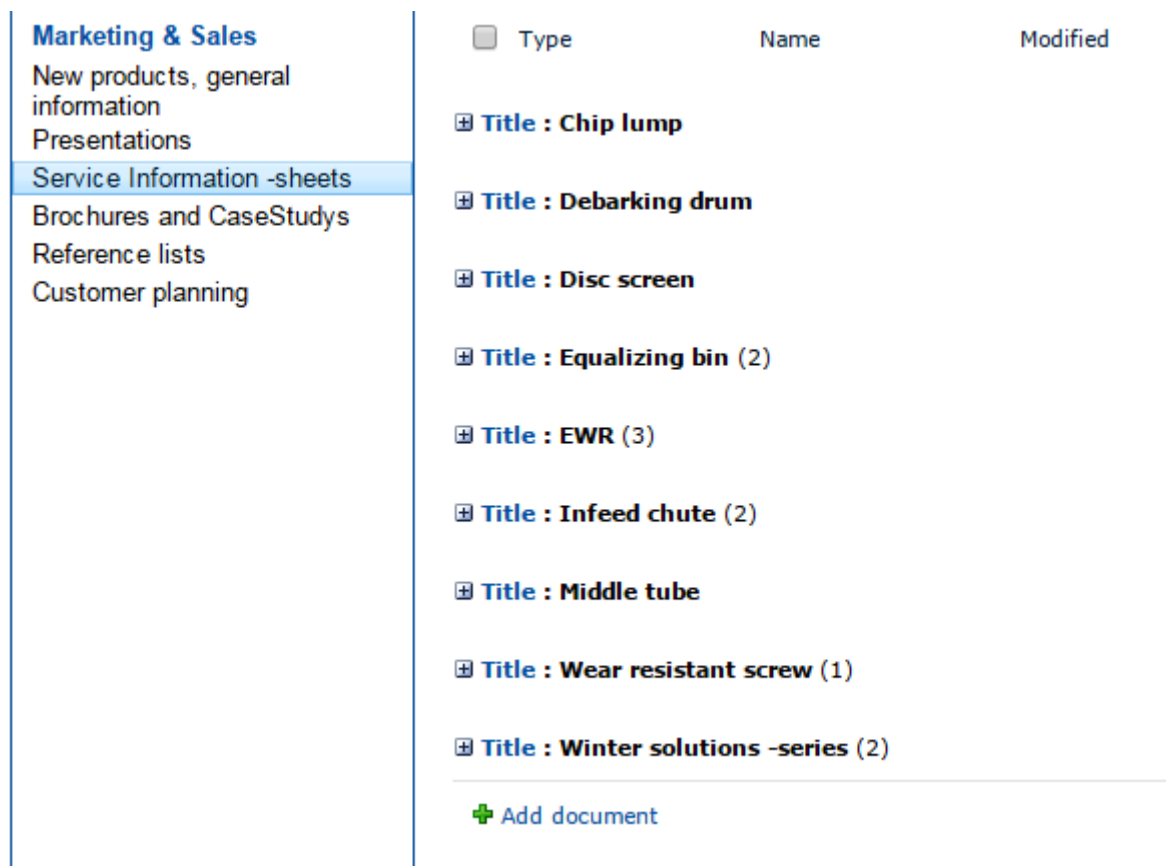 Marketing & Sales
New products, general
information
Presentations
Service Information -sheets
Brochures and CaseStudys
Reference lists
Customer planning
Type Name Modified
Title : Chip lump
Title : Debarking drum
Title : Disc screen
Title : Equalizing bin (2)
Title : EWR (3)
Title : Infeed chute (2)
Title : Middle tube
Title : Wear resistant screw (1)
Title : Winter solutions -series (2)
Add document